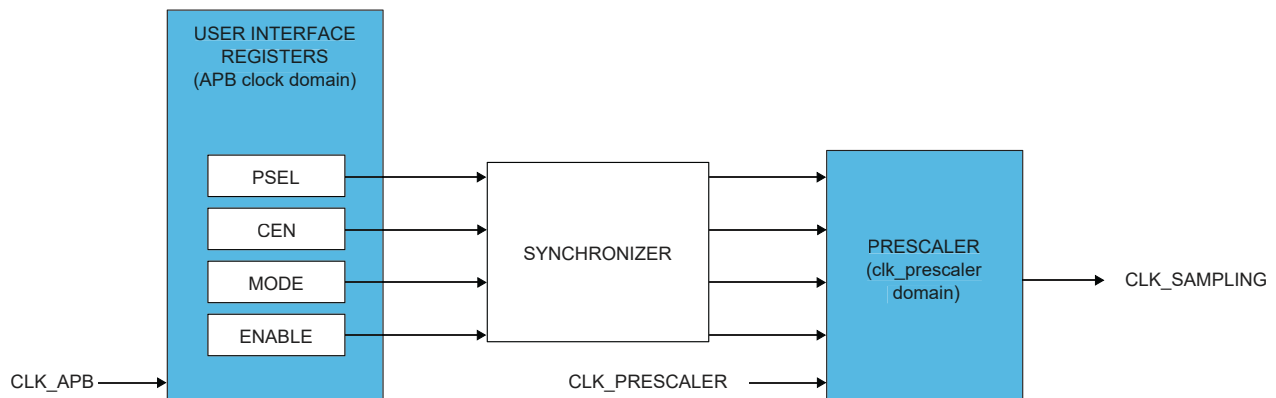 USER INTERFACE
REGISTERS
(APB clock domain)
PSEL
CEN
MODE
ENABLE
CLK_APB
SYNCHRONIZER
CLK_PRESCALER
PRESCALER
(clk_prescaler
domain)
CLK_SAMPLING